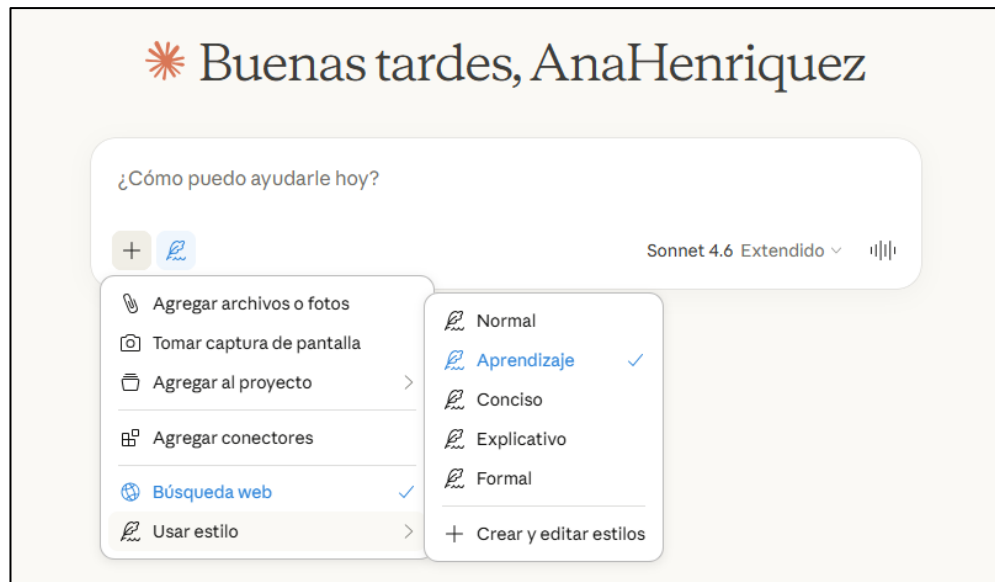 Buenas tardes, AnaHenriquez
¿Cómo puedo ayudarle hoy?
Sonnet 4.6 Extendido
Agregar archivos o fotos
Tomar captura de pantalla
Agregar al proyecto
Agregar conectores
Búsqueda web
Usar estilo
Normal
Aprendizaje
Conciso
Explicativo
Formal
Crear y editar estilos